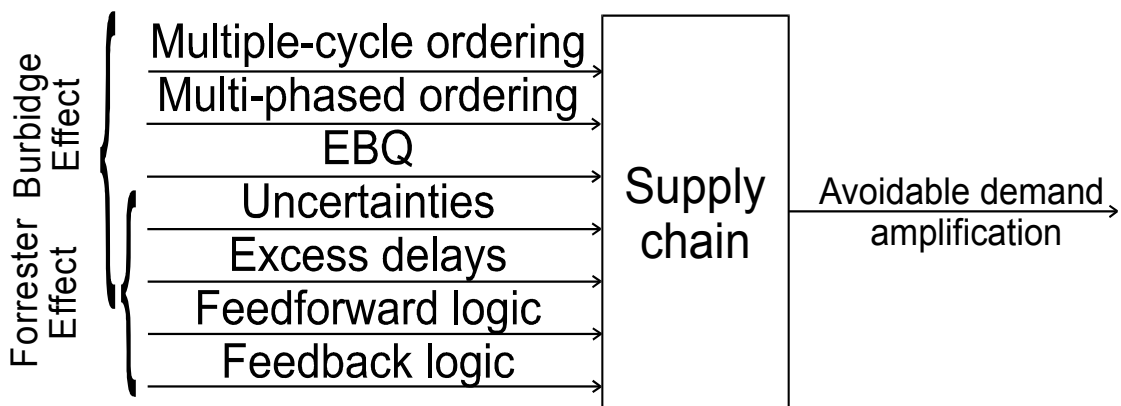 Burbidge
Effect
Forrester
Effect
Multiple-cycle ordering
Multi-phased ordering
EBQ
Uncertainties
Excess delays
Feedforward logic
Feedback logic
Supply
chain
Avoidable demand
amplification